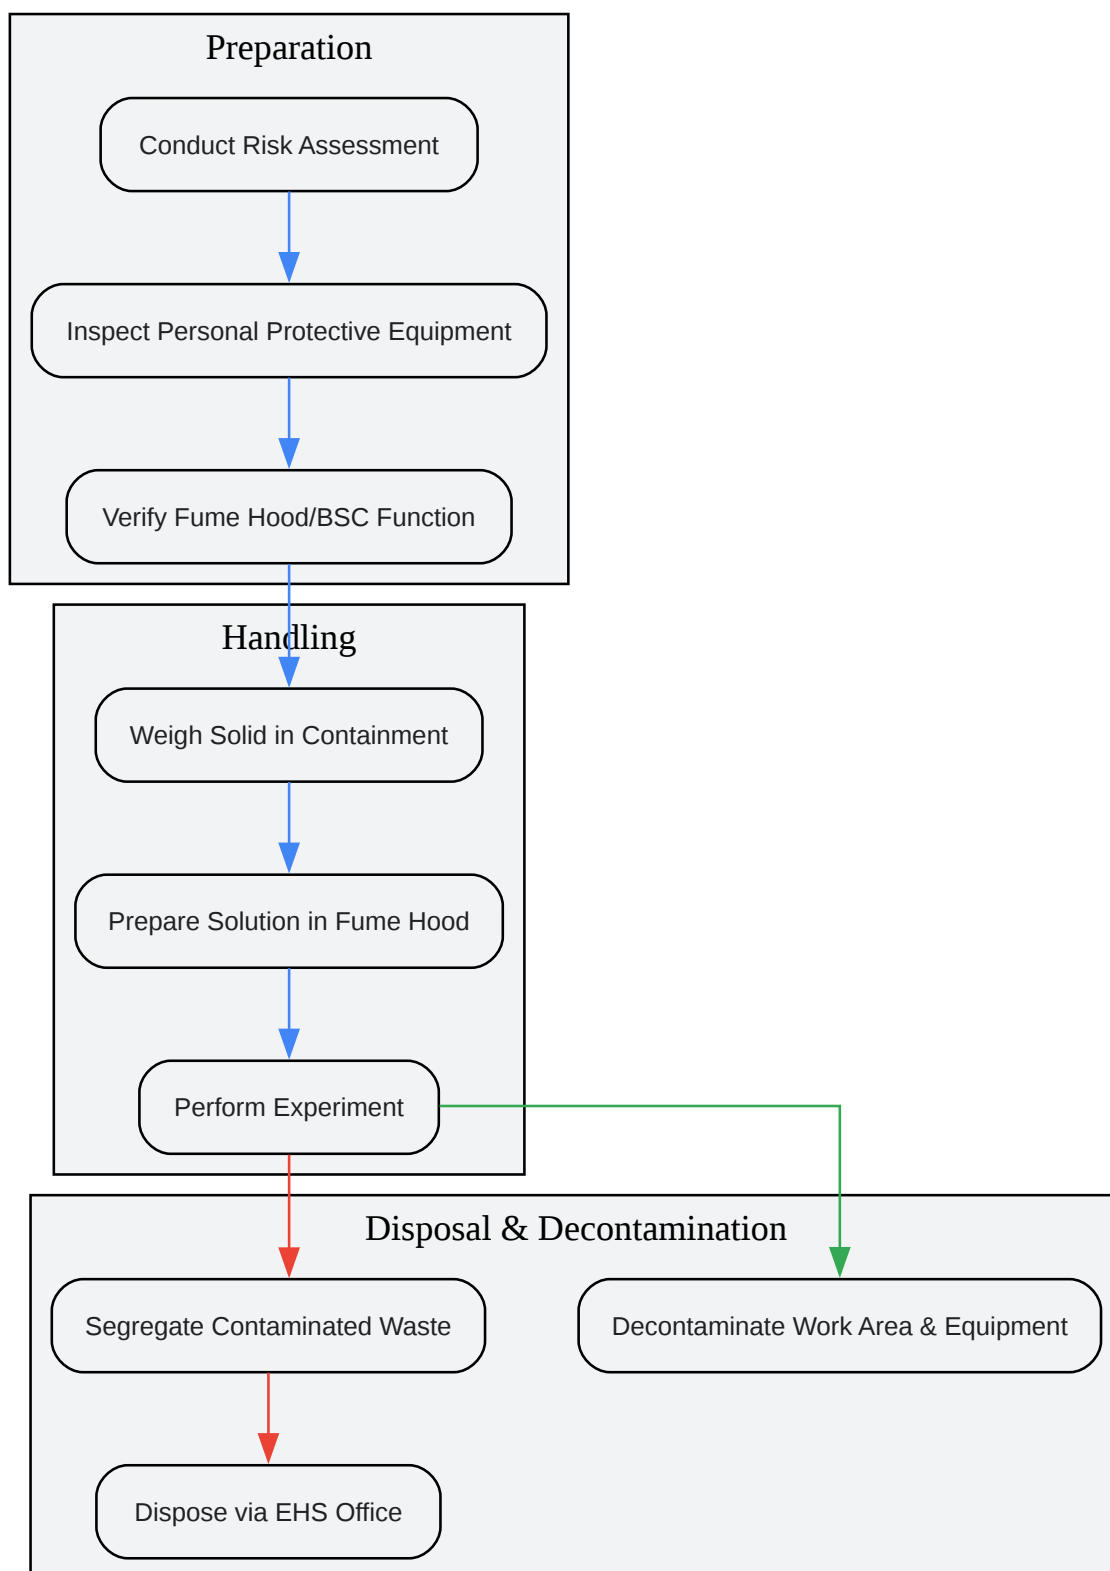 Preparation
Conduct Risk Assessment
Inspect Personal Protective Equipment
Verify Fume Hood/BSC Function
Handling
Weigh Solid in Containment
Prepare Solution in Fume Hood
Perform Experiment
Disposal & Decontamination
Segregate Contaminated Waste
Decontaminate Work Area & Equipment
Dispose via EHS Office